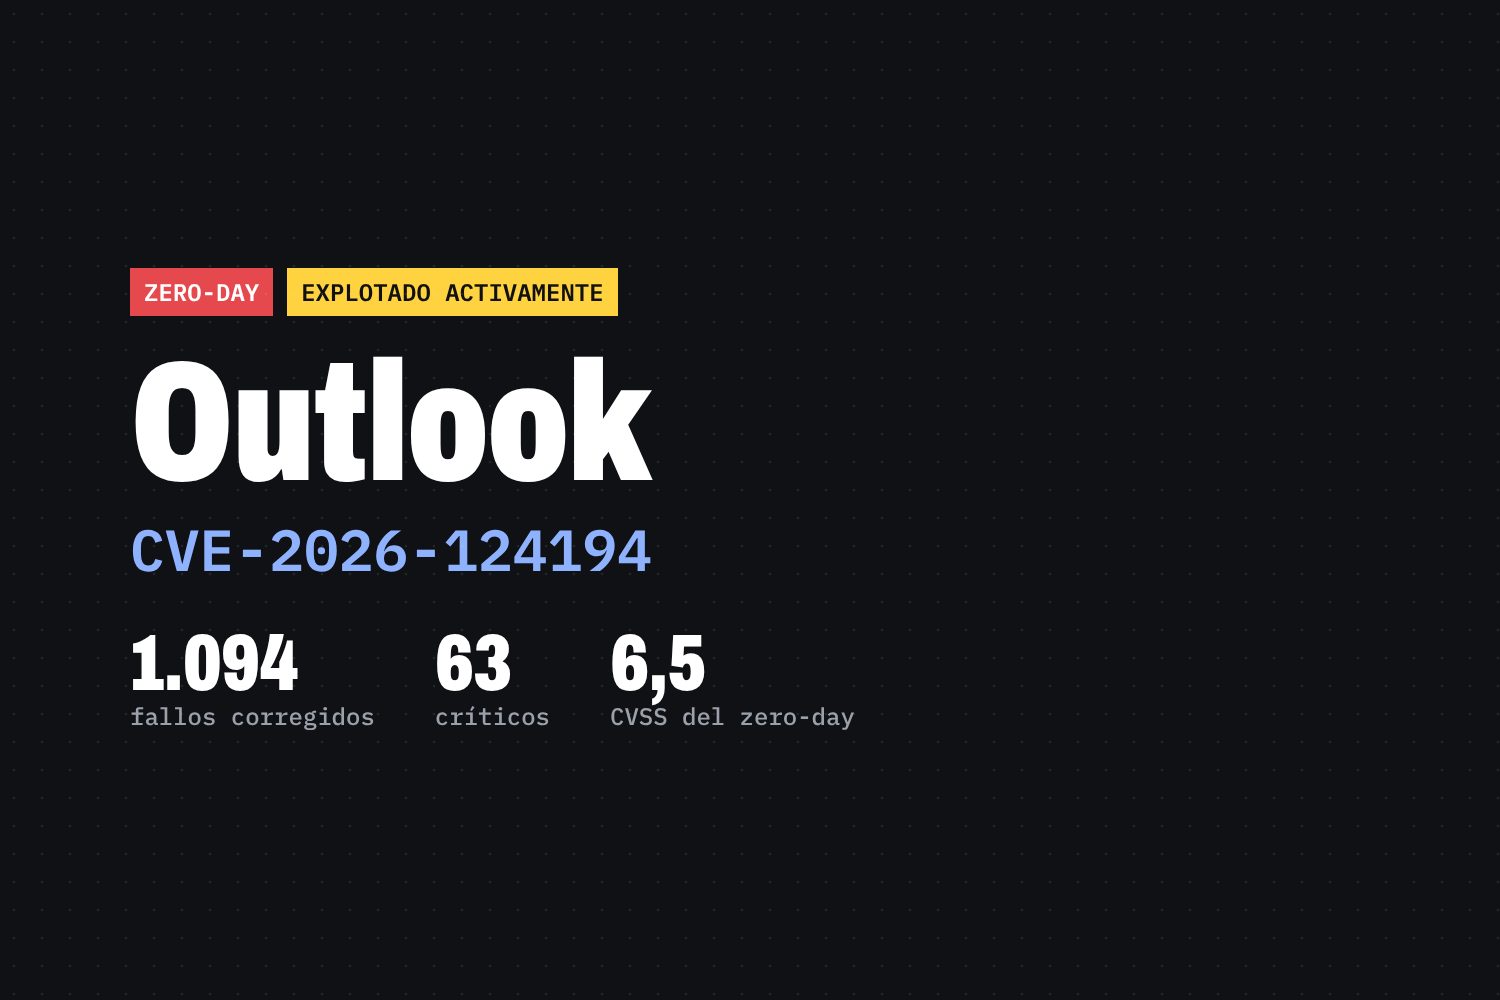 ZERO-DAY EXPLOTADO ACTIVAMENTE
Outlook
CVE-2026-124194
1.094 63 6,5
fallos corregidos críticos CVSS del zero-day